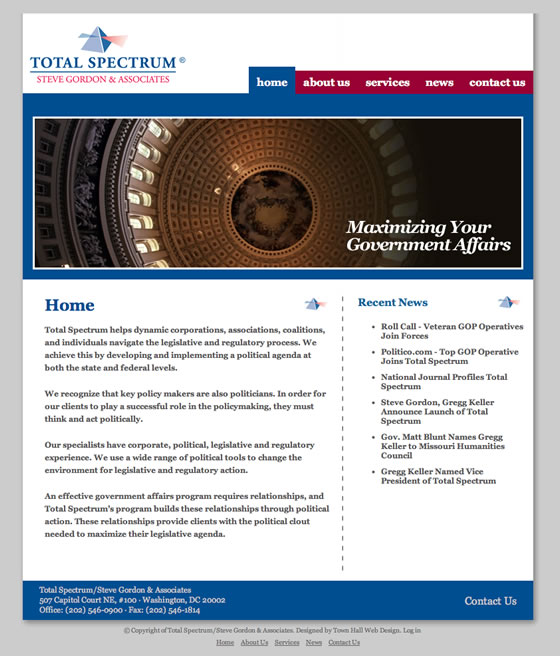 TOTAL SPECTRUM®
STEVE GORDON & ASSOCIATES
home about us services news contact us
Maximizing Your
Government Affairs
Home
Total Spectrum helps dynamic corporations, associations, coalitions,
and individuals navigate the legislative and regulatory process. We
achieve this by developing and implementing a political agenda at
both the state and federal levels.
We recognize that key policy makers are also politicians. In order for
our clients to play a successful role in the policymaking, they must
think and act politically.
Our specialists have corporate, political, legislative and regulatory
experience. We use a wide range of political tools to change the
environment for legislative and regulatory action.
An effective government affairs program requires relationships, and
Total Spectrum's program builds these relationships through political
action. These relationships provide clients with the political clout
needed to maximize their legislative agenda.
Recent News
• Roll Call - Veteran GOP Operatives
Join Forces
• Politico.com - Top GOP Operative
Joins Total Spectrum
• National Journal Profiles Total
Spectrum
• Steve Gordon, Gregg Keller
Announce Launch of Total
Spectrum
• Gov. Matt Blunt Names Gregg
Keller to Missouri Humanities
Council
• Gregg Keller Named Vice
President of Total Spectrum
Total Spectrum/Steve Gordon & Associates
507 Capitol Court NE, #100 · Washington, DC 20002
Office: (202) 546-0900 · Fax: (202) 546-1814
Contact Us
© Copyright of Total Spectrum/Steve Gordon & Associates. Designed by Town Hall Web Design. Log in
Home About Us Services News Contact Us